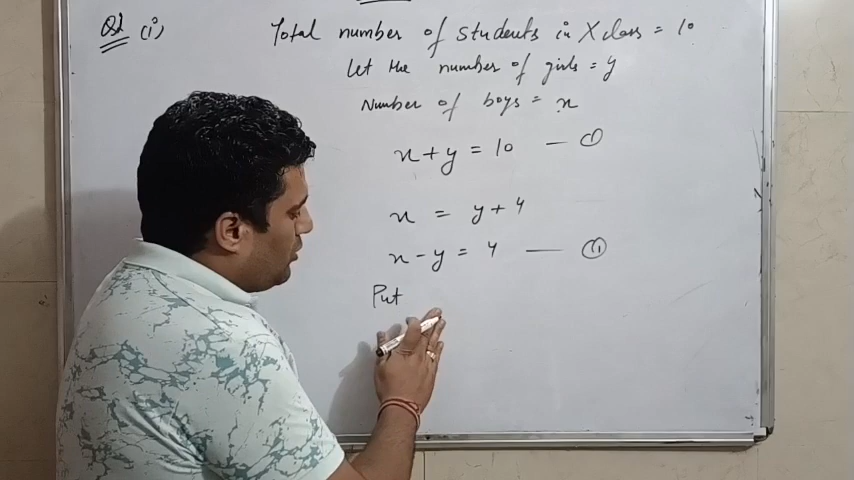 Q2 (i) Total number of students in X class = 10
Let the number of girls = y
Number of boys = x
x + y = 10 — ①
x = y + 4
x - y = 4 — ②
Put